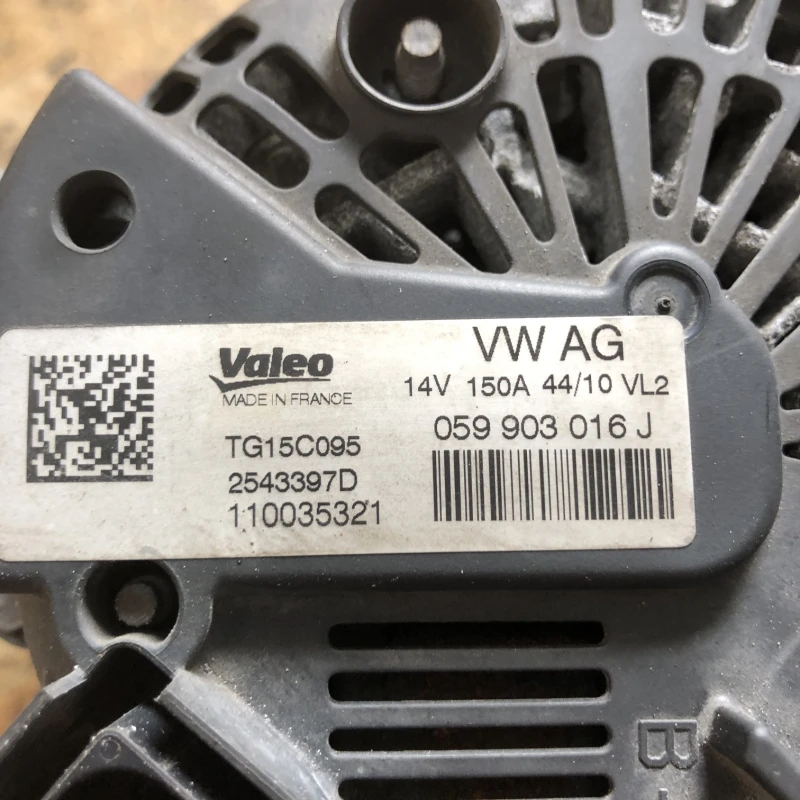 Valeo
MADE IN FRANCE
TG15C095
2543397D
110035321
VW AG
14V 150A 44/10 VL2
059 903 016 J
B